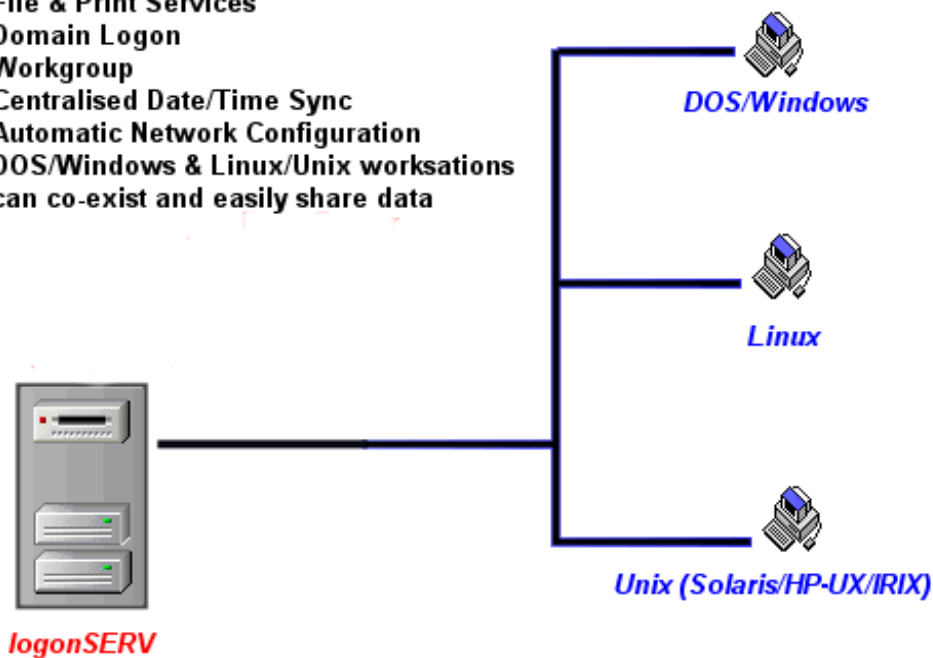 File & Print Services
Domain Logon
Workgroup
Centralised Date/Time Sync
Automatic Network Configuration
DOS/Windows & Linux/Unix worksations
can co-exist and easily share data
DOS/Windows
Linux
Unix (Solaris/HP-UX/IRIX)
logonSERV